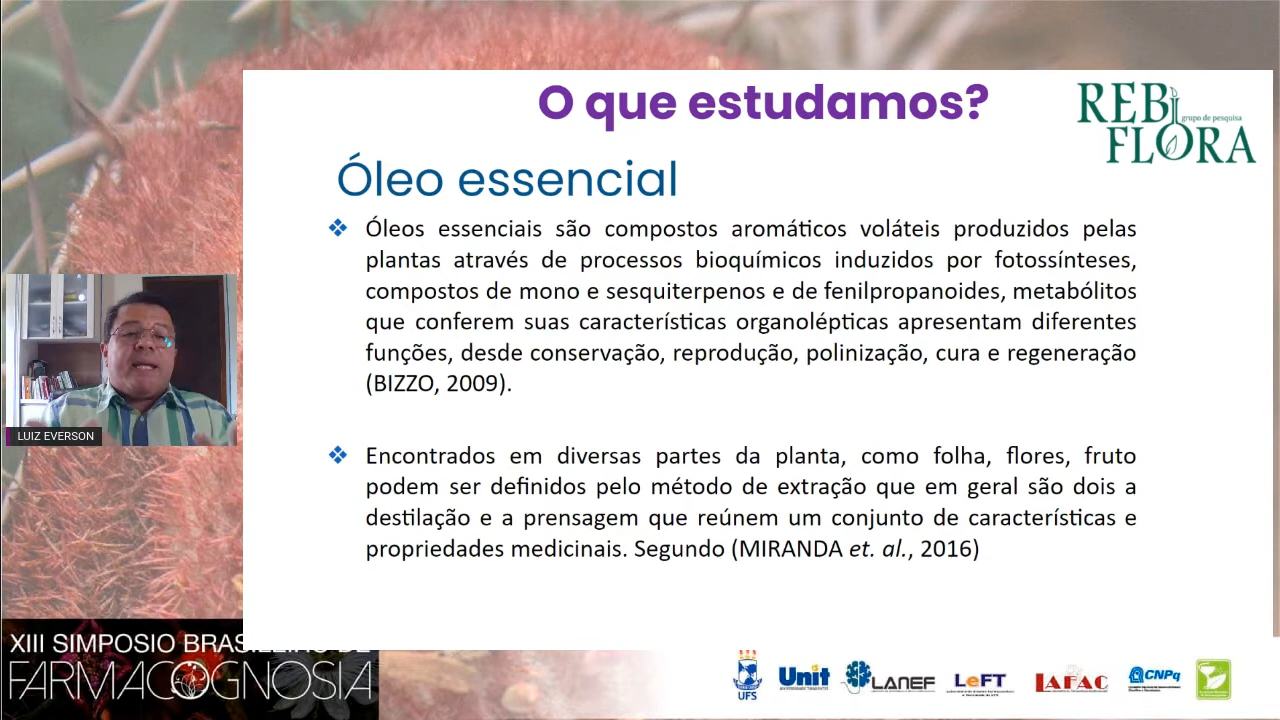 O que estudamos?
REB
grupo de pesquisa
FLORA
Óleo essencial
Óleos essenciais são compostos aromáticos voláteis produzidos pelas
plantas através de processos bioquímicos induzidos por fotossínteses,
compostos de mono e sesquiterpenos e de fenilpropanoides, metabólitos
que conferem suas características organolépticas apresentam diferentes
funções, desde conservação, reprodução, polinização, cura e regeneração
(BIZZO, 2009).
Encontrados em diversas partes da planta, como folha, flores, fruto
podem ser definidos pelo método de extração que em geral são dois a
destilação e a prensagem que reúnem um conjunto de características e
propriedades medicinais. Segundo (MIRANDA et. al., 2016)
LUIZ EVERSON
XIII SIMPOSIO BRASILEIRO DE
FARMACOGNOSIA
UFS
Unit
LANEF
LeFT
LAFAC
CNPq